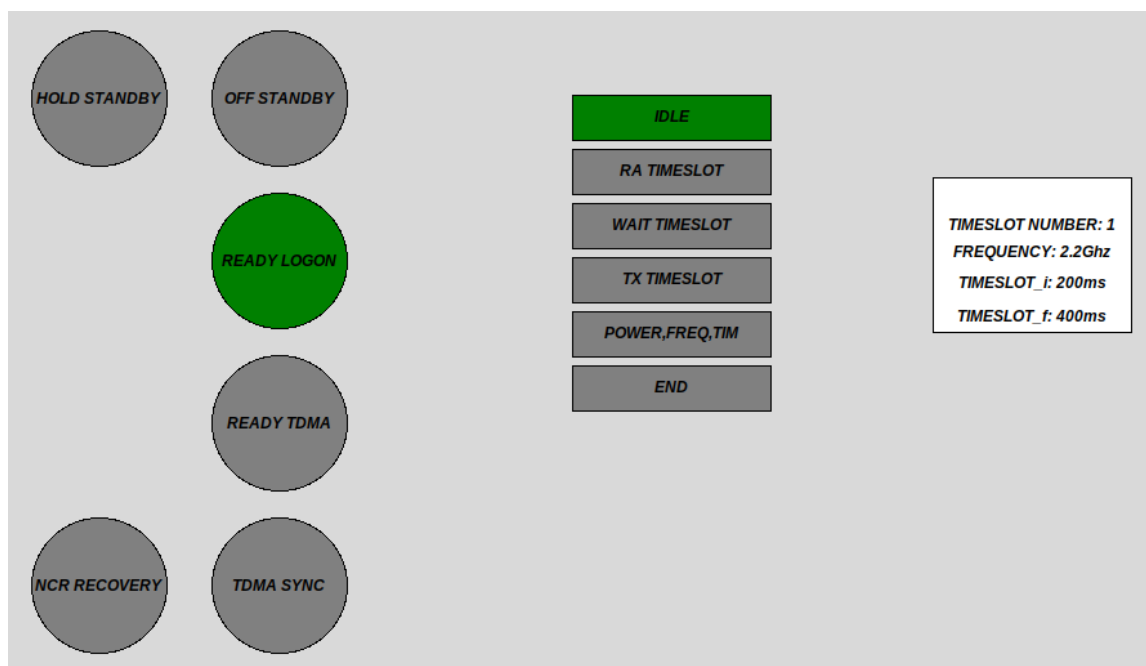 HOLD STANDBY
OFF STANDBY
READY LOGON
READY TDMA
NCR RECOVERY
TDMA SYNC
IDLE
RA TIMESLOT
WAIT TIMESLOT
TX TIMESLOT
POWER,FREQ,TIM
END
TIMESLOT NUMBER: 1
FREQUENCY: 2.2Ghz
TIMESLOT_i: 200ms
TIMESLOT_f: 400ms